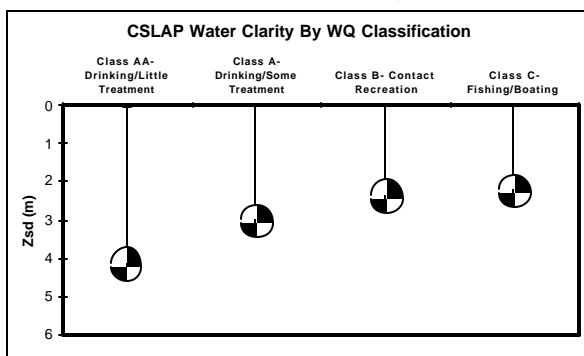 CSLAP Water Clarity By WQ Classification
Class AA-
Drinking/Little
Treatment
Class A-
Drinking/Some
Treatment
Class B- Contact
Recreation
Class C-
Fishing/Boating
Zsd (m)
0
1
2
3
4
5
6